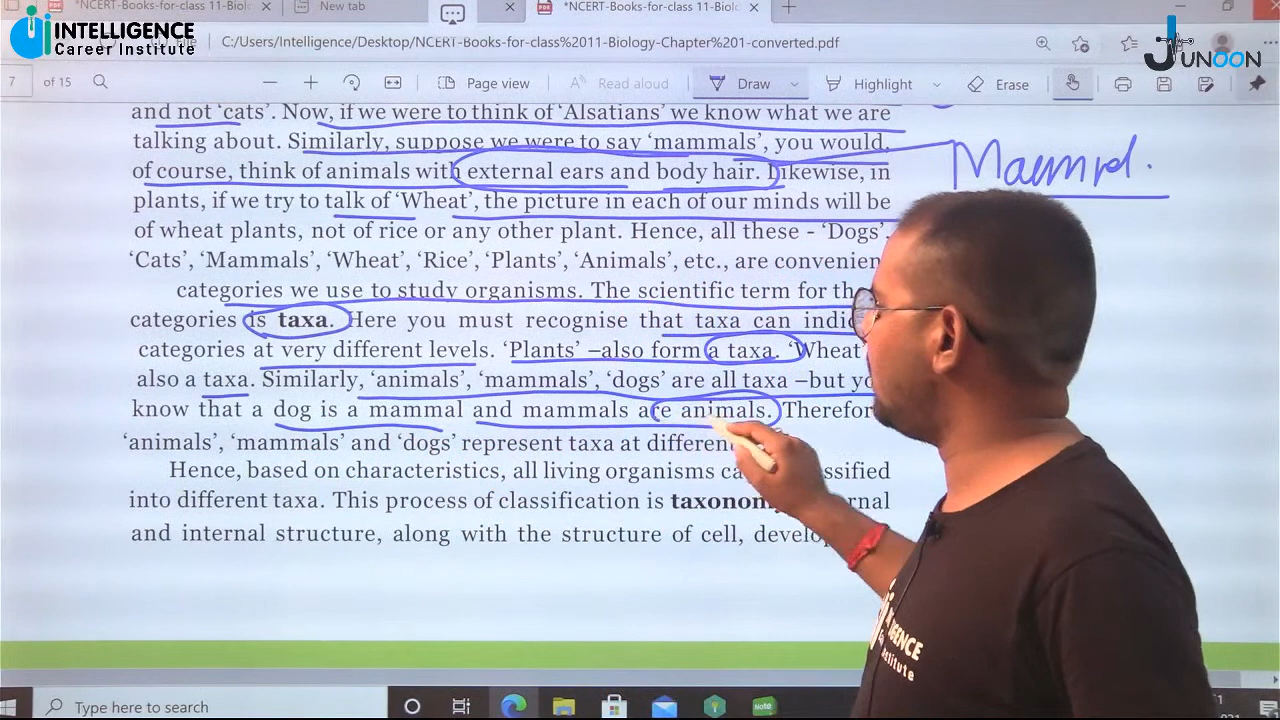 *NCERT-Books-for-class 11-Biol
New tab
*NCERT-Books-for-class 11-Biolo
INTELLIGENCE
Career Institute
File
C:/Users/Intelligence/Desktop/NCERT-Books-for-class%2011-Biology-Chapter%201-converted.pdf
JUNOON
7 of 15
Page view
Read aloud
Draw
Highlight
Erase
and not 'cats'. Now, if we were to think of 'Alsatians' we know what we are
talking about. Similarly, suppose we were to say 'mammals', you would,
of course, think of animals with external ears and body hair. Likewise, in
plants, if we try to talk of 'Wheat', the picture in each of our minds will be
of wheat plants, not of rice or any other plant. Hence, all these - 'Dogs',
'Cats', 'Mammals', 'Wheat', 'Rice', 'Plants', 'Animals', etc., are convenien
categories we use to study organisms. The scientific term for the
categories is taxa. Here you must recognise that taxa can indic
categories at very different levels. 'Plants' –also form a taxa. 'Wheat'
also a taxa. Similarly, 'animals', 'mammals', 'dogs' are all taxa –but yo
know that a dog is a mammal and mammals are animals. Therefor
'animals', 'mammals' and 'dogs' represent taxa at different
Hence, based on characteristics, all living organisms ca ssified
into different taxa. This process of classification is taxonom rnal
and internal structure, along with the structure of cell, develop
INTELLIGENCE
Institute
Type here to search
Note